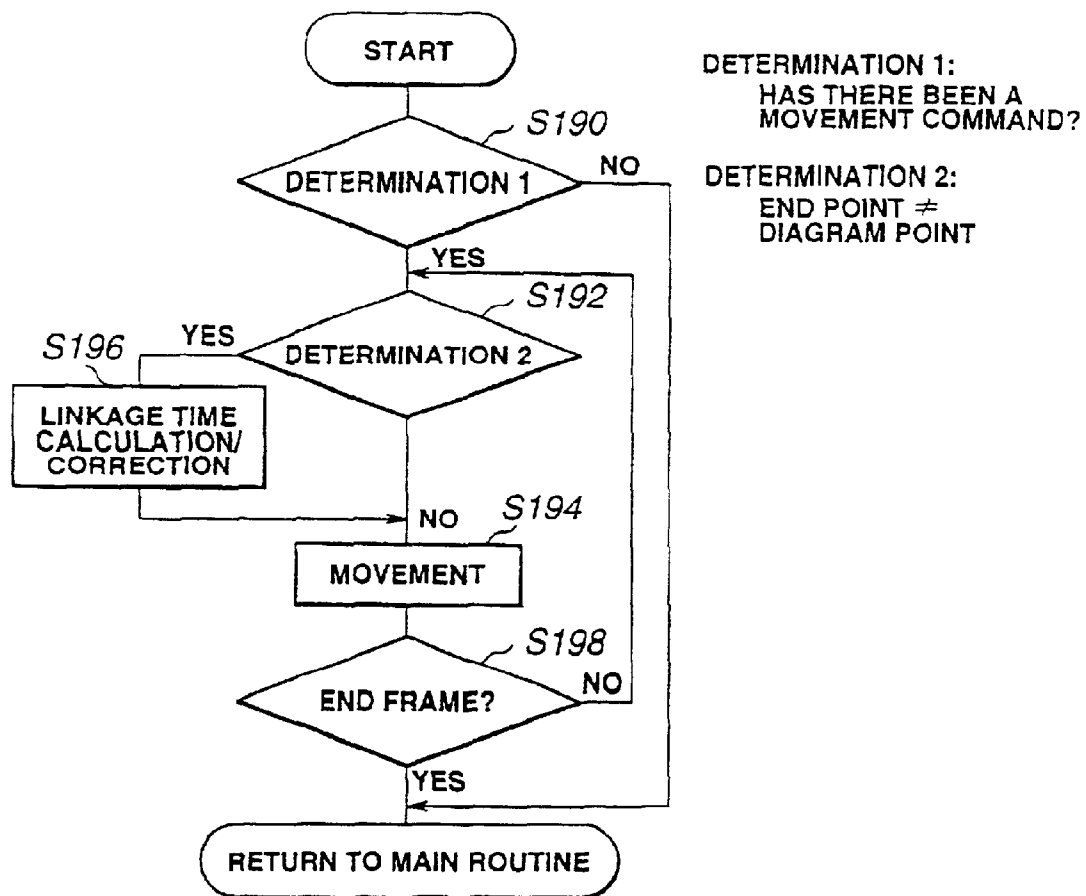 START
DETERMINATION 1:
HAS THERE BEEN A
MOVEMENT COMMAND?
S190
DETERMINATION 1
NO
DETERMINATION 2:
END POINT ≠
DIAGRAM POINT
YES
S192
YES
DETERMINATION 2
S196
LINKAGE TIME
CALCULATION/
CORRECTION
NO
S194
MOVEMENT
S198
END FRAME?
NO
YES
RETURN TO MAIN ROUTINE